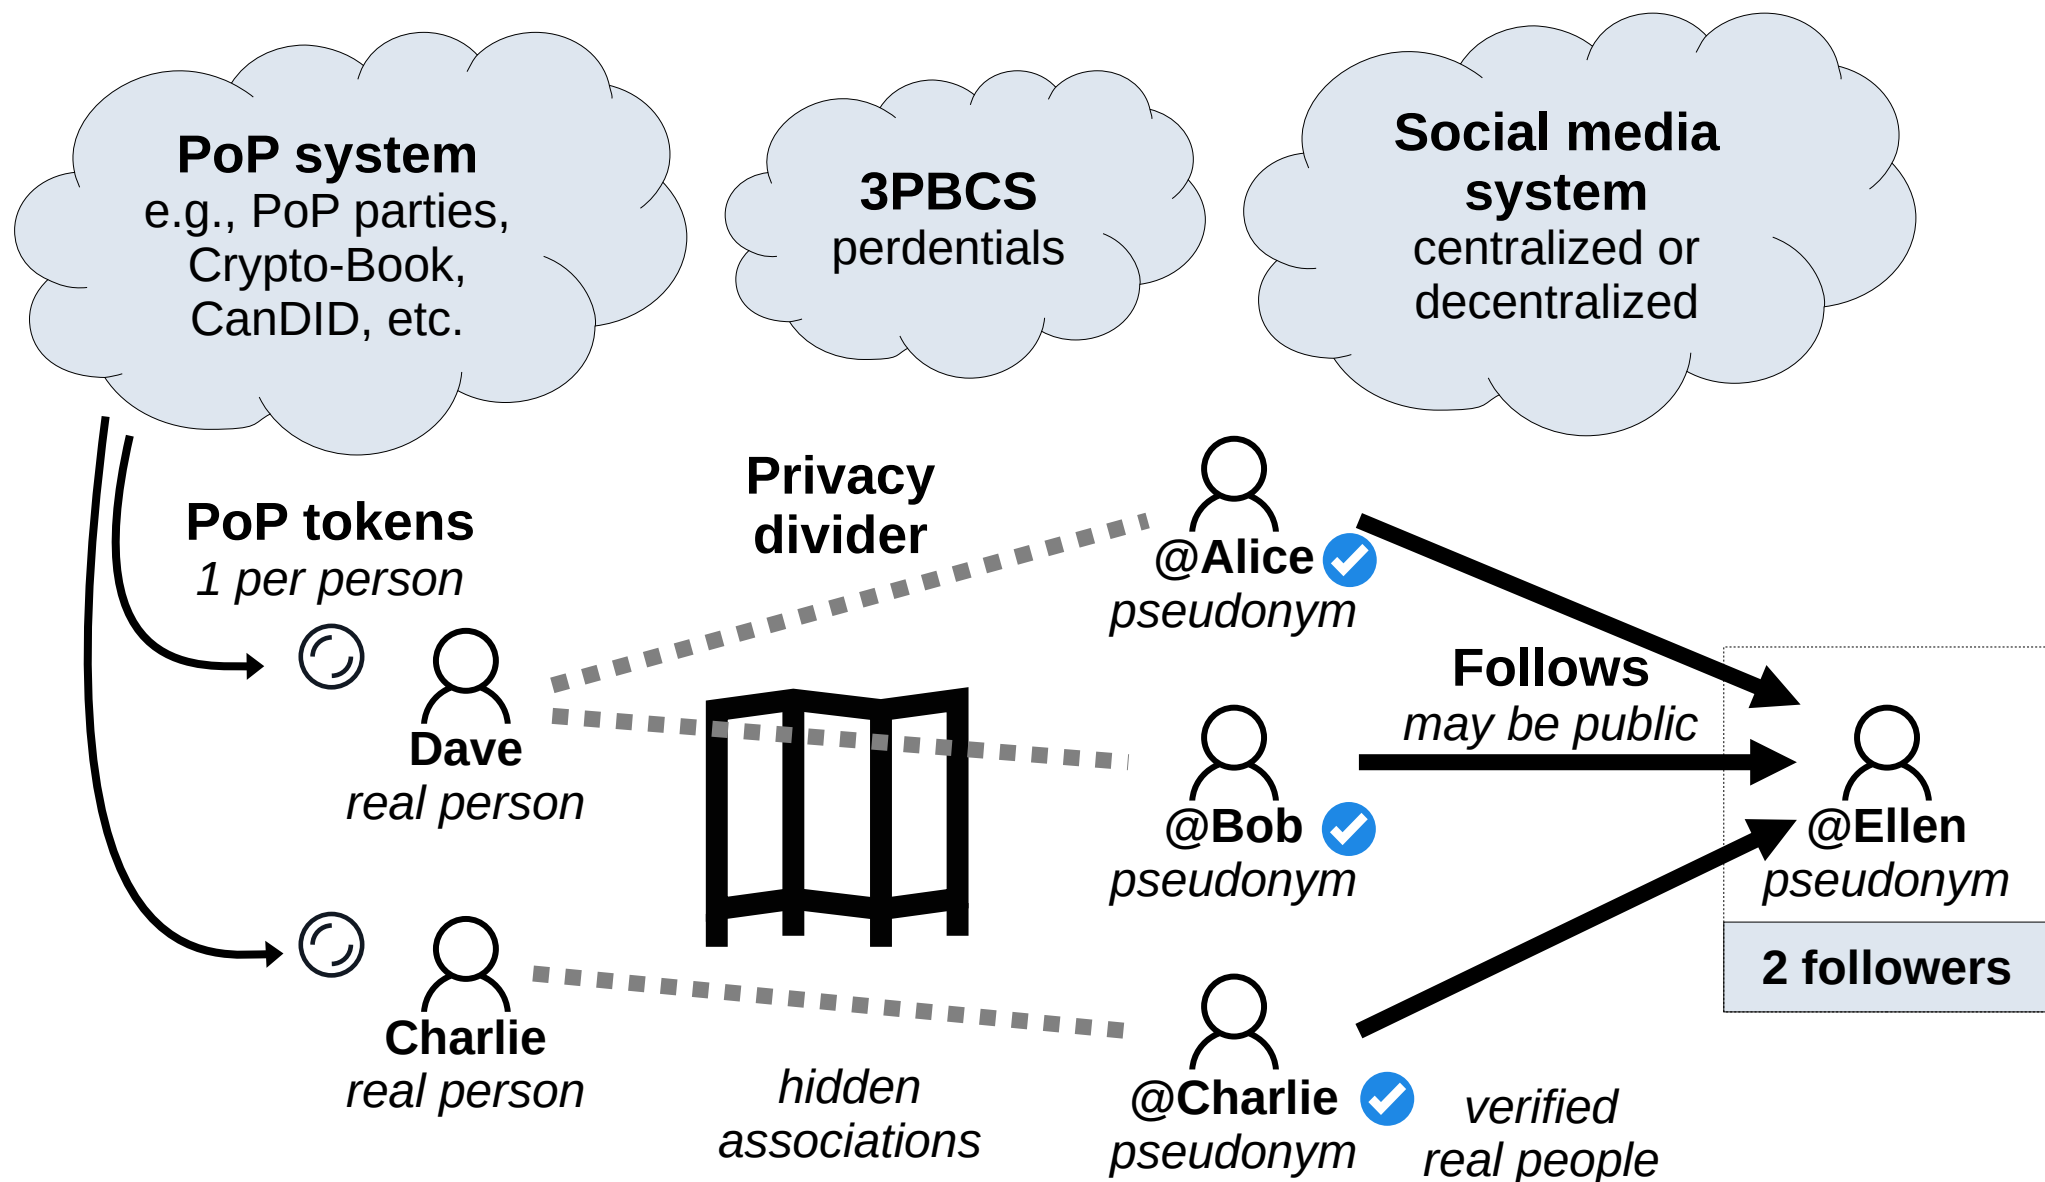 PoP system
e.g., PoP parties,
Crypto-Book,
CanDID, etc.
3PBCS
perdentials
Social media
system
centralized or
decentralized
PoP tokens
1 per person
Privacy
divider
@Alice
pseudonym
Dave
real person
Follows
may be public
@Bob
pseudonym
@Ellen
pseudonym
2 followers
Charlie
real person
hidden
associations
@Charlie
pseudonym
verified
real people